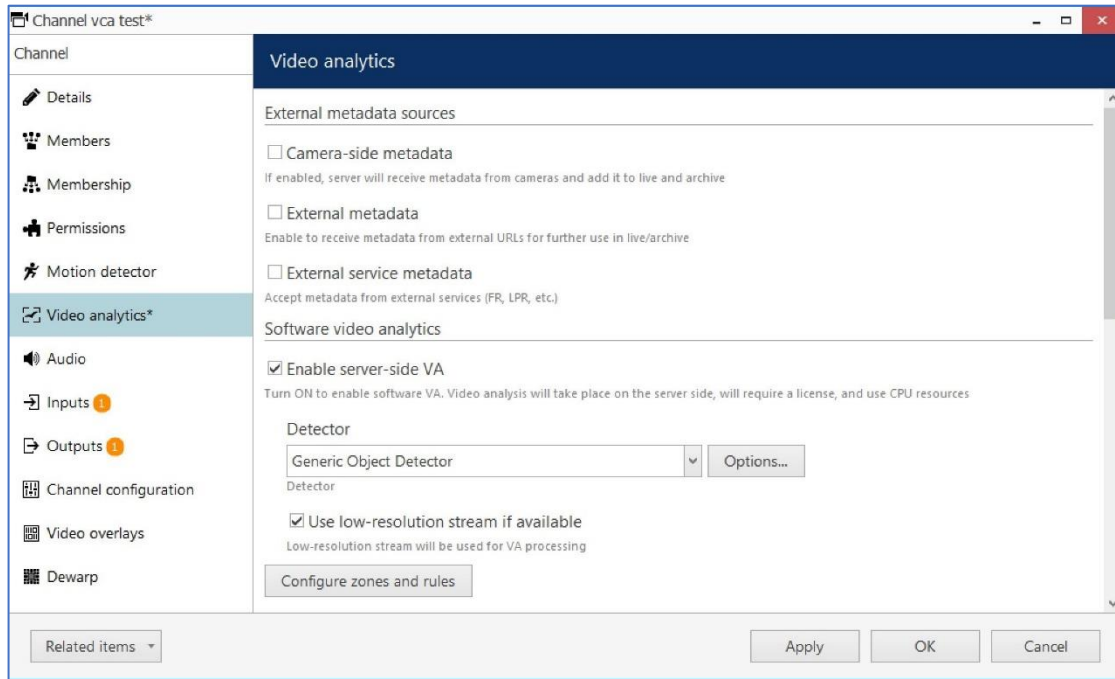 Channel vca test*
Channel
Details
Members
Membership
Permissions
Motion detector
Video analytics*
Audio
Inputs 1
Outputs 1
Channel configuration
Video overlays
Dewarp
Video analytics
External metadata sources
Camera-side metadata
If enabled, server will receive metadata from cameras and add it to live and archive
External metadata
Enable to receive metadata from external URLs for further use in live/archive
External service metadata
Accept metadata from external services (FR, LPR, etc.)
Software video analytics
Enable server-side VA
Turn ON to enable software VA. Video analysis will take place on the server side, will require a license, and use CPU resources
Detector
Generic Object Detector
Options...
Detector
Use low-resolution stream if available
Low-resolution stream will be used for VA processing
Configure zones and rules
Related items
Apply
OK
Cancel